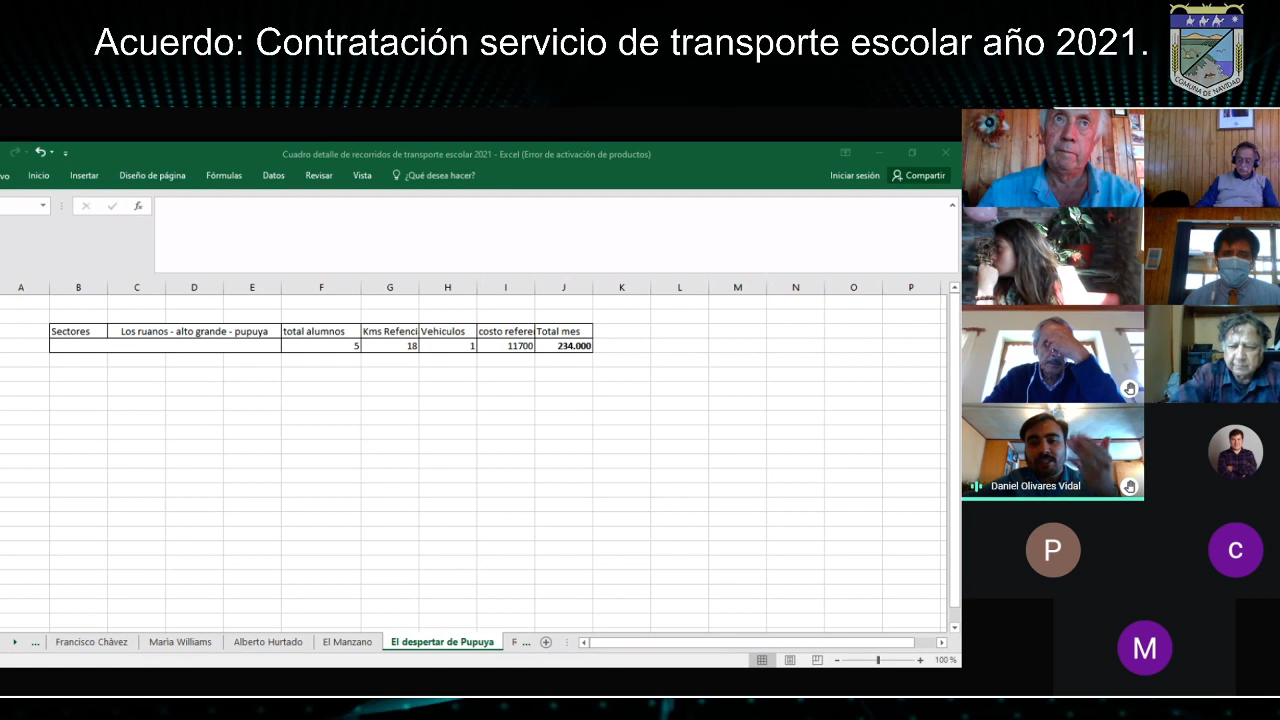 Acuerdo: Contratación servicio de transporte escolar año 2021.
COMUNA DE NAVIDAD
Cuadro detalle de recorridos de transporte escolar 2021 - Excel (Error de activación de productos)
vo Inicio Insertar Diseño de página Fórmulas Datos Revisar Vista ¿Qué desea hacer? Iniciar sesión Compartir
fx
A B C D E F G H I J K L M N O P
Sectores Los ruanos - alto grande - pupuya total alumnos Kms Refenci Vehiculos costo refere Total mes
5 18 1 11700 234.000
Daniel Olivares Vidal
P c
M
... Francisco Chávez Maria Williams Alberto Hurtado El Manzano El despertar de Pupuya F ...
100 %